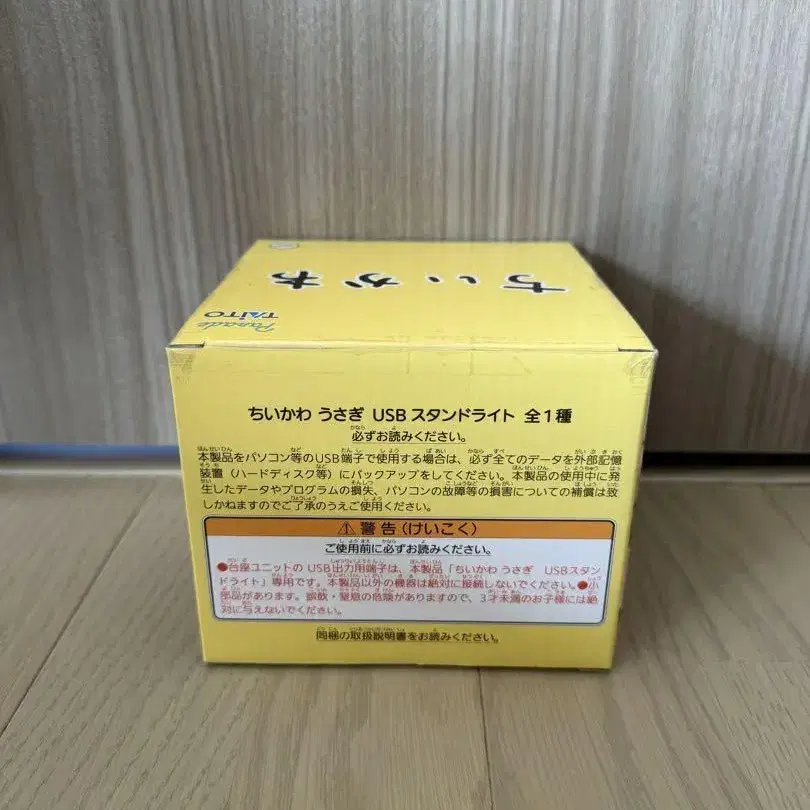 ちいかわ
Parade
TAITO
ちいかわ うさぎ USBスタンドライト 全1種
必ずお読みください。
本製品をパソコン等のUSB端子で使用する場合は、必ず全てのデータを外部記憶
装置（ハードディスク等）にバックアップをしてください。本製品の使用中に発
生したデータやプログラムの損失、パソコンの故障等の損害についての補償は致
しかねますのでご了承のうえご使用ください。
⚠警告（けいこく）
ご使用前に必ずお読みください。
●台座ユニットの USB出力用端子は、本製品「ちいかわ うさぎ USBスタン
ドライト」専用です。本製品以外の機器は絶対に接続しないでください。●小
部品があります。誤飲・窒息の危険がありますので、3才未満のお子様には絶
対に与えないでください。
同梱の取扱説明書をお読みください。